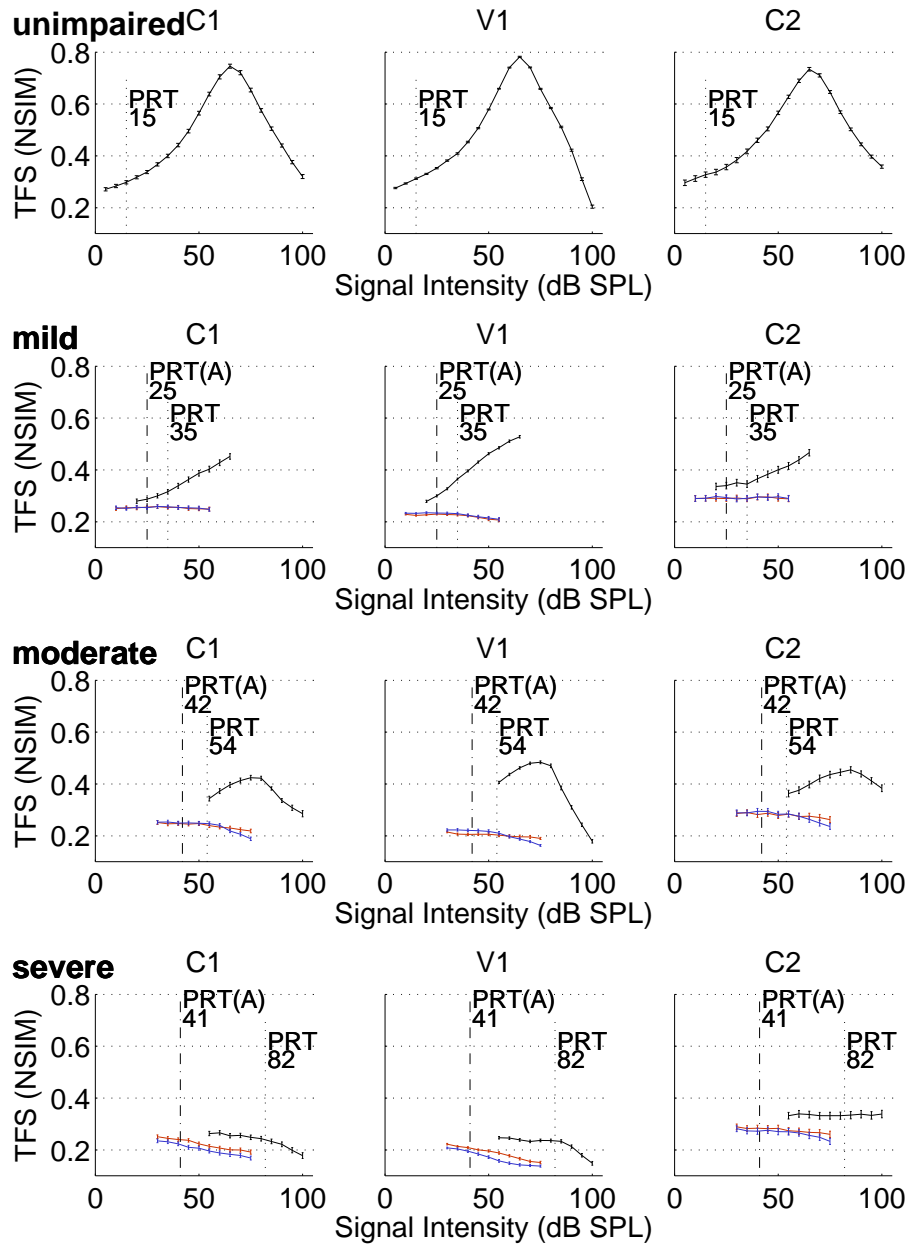 unimpaired C1 V1 C2
TFS (NSIM)
0.8
0.6
0.4
0.2
PRT
15
PRT
15
PRT
15
0 50 100 0 50 100 0 50 100
Signal Intensity (dB SPL)
mild C1 V1 C2
TFS (NSIM)
0.8
0.6
0.4
0.2
PRT(A)
25
PRT
35
PRT(A)
25
PRT
35
PRT(A)
25
PRT
35
0 50 100 0 50 100 0 50 100
Signal Intensity (dB SPL)
moderate C1 V1 C2
TFS (NSIM)
0.8
0.6
0.4
0.2
PRT(A)
42
PRT
54
PRT(A)
42
PRT
54
PRT(A)
42
PRT
54
0 50 100 0 50 100 0 50 100
Signal Intensity (dB SPL)
severe C1 V1 C2
TFS (NSIM)
0.8
0.6
0.4
0.2
PRT(A)
41
PRT
82
PRT(A)
41
PRT
82
PRT(A)
41
PRT
82
0 50 100 0 50 100 0 50 100
Signal Intensity (dB SPL)